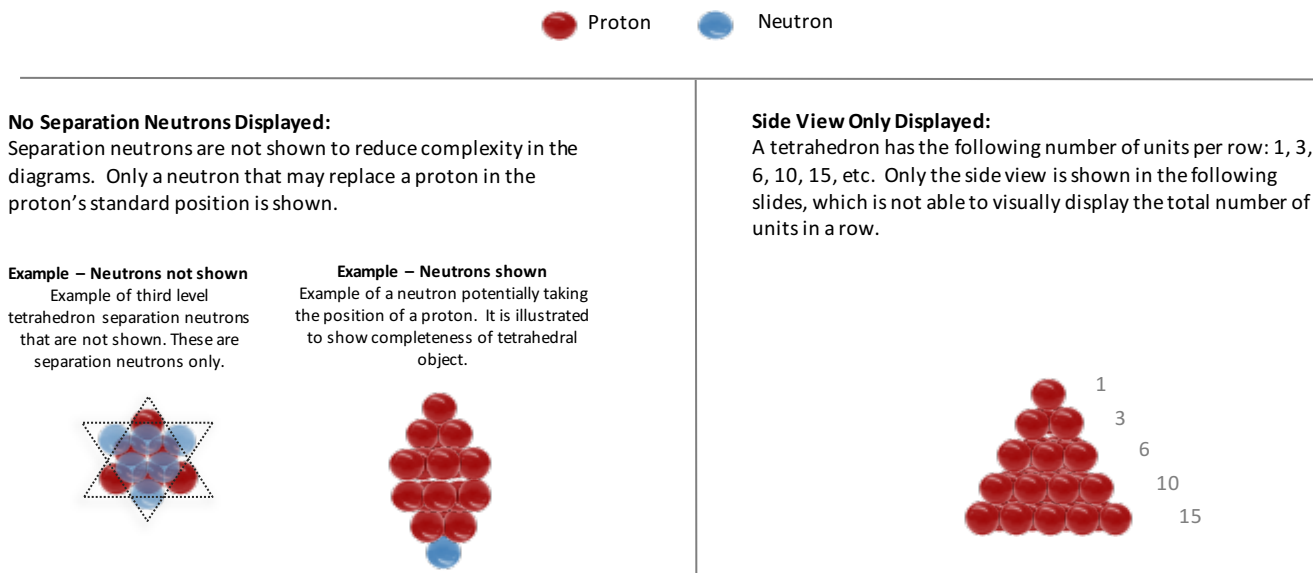 Proton
Neutron
No Separation Neutrons Displayed:
Separation neutrons are not shown to reduce complexity in the
diagrams. Only a neutron that may replace a proton in the
proton's standard position is shown.
Example – Neutrons not shown
Example of third level
tetrahedron separation neutrons
that are not shown. These are
separation neutrons only.
Example – Neutrons shown
Example of a neutron potentially taking
the position of a proton. It is illustrated
to show completeness of tetrahedral
object.
Side View Only Displayed:
A tetrahedron has the following number of units per row: 1, 3,
6, 10, 15, etc. Only the side view is shown in the following
slides, which is not able to visually display the total number of
units in a row.
1
3
6
10
15